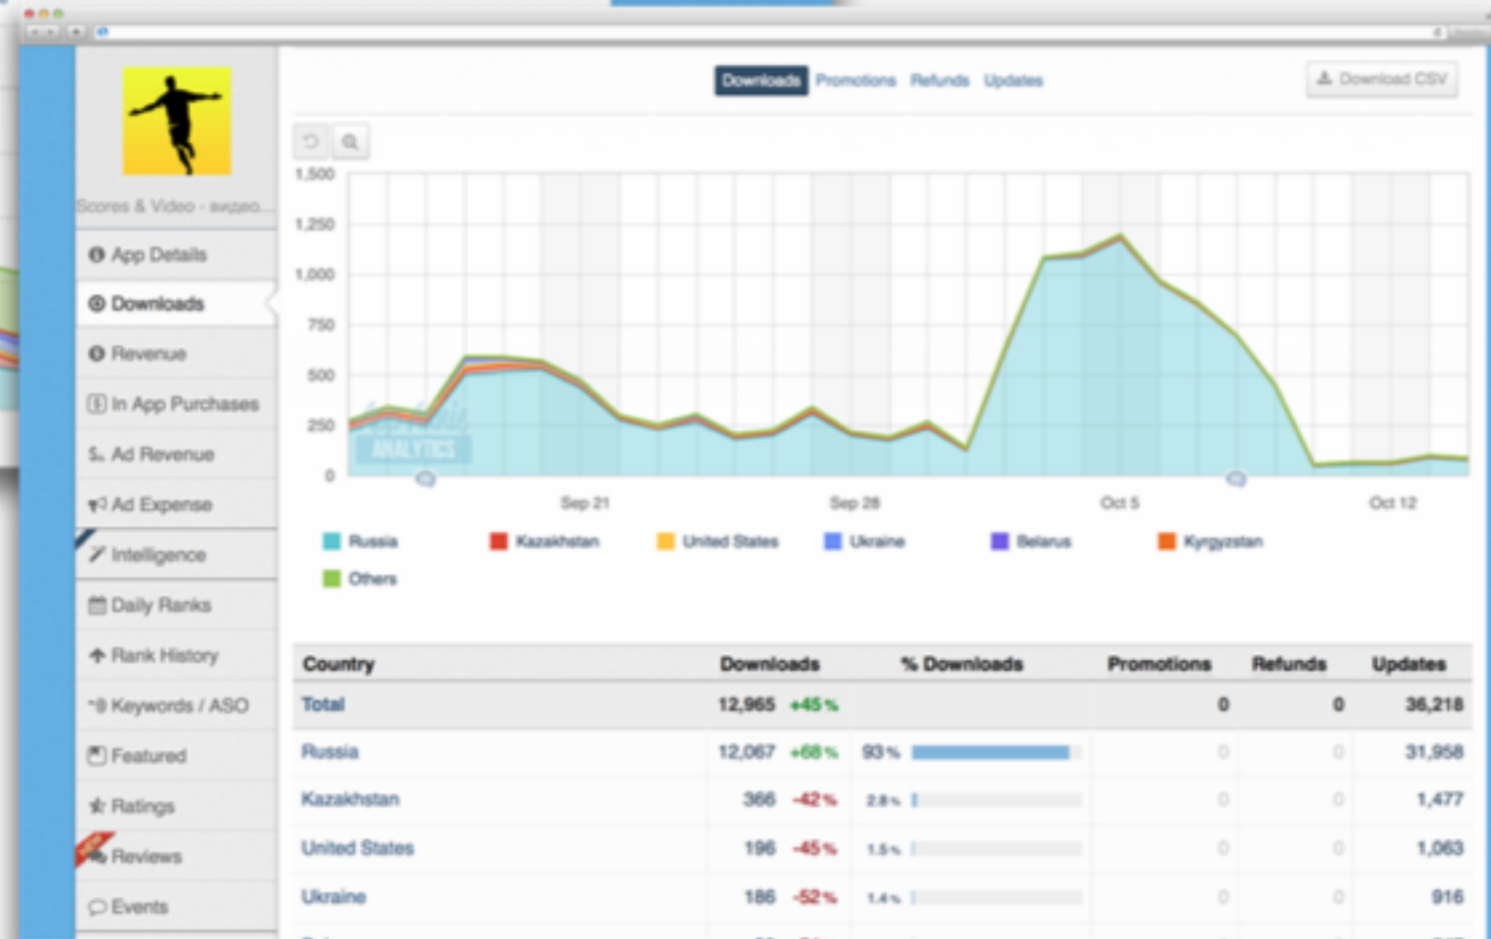 Downloads Promotions Refunds Updates
Download CSV
Scores & Video - видео...
App Details
Downloads
Revenue
In App Purchases
Ad Revenue
Ad Expense
Intelligence
Daily Ranks
Rank History
Keywords / ASO
Featured
Ratings
NEW
Reviews
Events
1,500
1,250
1,000
750
500
250
0
ANALYTICS
Sep 21 Sep 28 Oct 5 Oct 12
Russia Kazakhstan United States Ukraine Belarus Kyrgyzstan
Others
Country Downloads % Downloads Promotions Refunds Updates
Total 12,965 +45% 0 0 36,218
Russia 12,067 +68% 93% 0 0 31,958
Kazakhstan 366 -42% 2.8% 0 0 1,477
United States 196 -45% 1.5% 0 0 1,063
Ukraine 186 -52% 1.4% 0 0 916